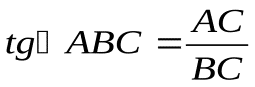 tg ABC = AC/BC